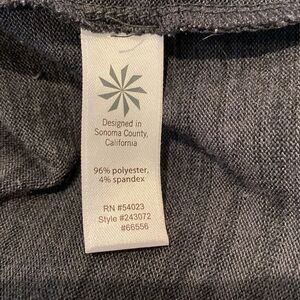 Designed in
Sonoma County,
California
96% polyester,
4% spandex
RN #54023
Style #243072
#66556